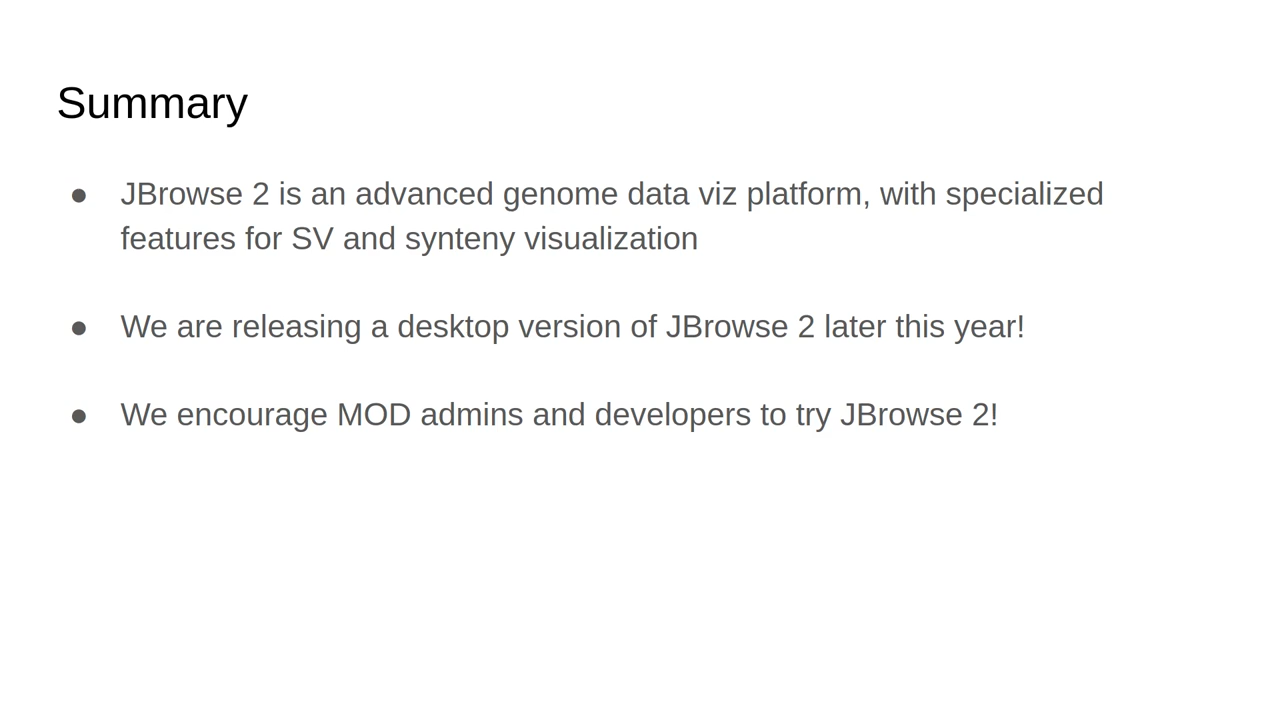 Summary
● JBrowse 2 is an advanced genome data viz platform, with specialized
features for SV and synteny visualization
● We are releasing a desktop version of JBrowse 2 later this year!
● We encourage MOD admins and developers to try JBrowse 2!